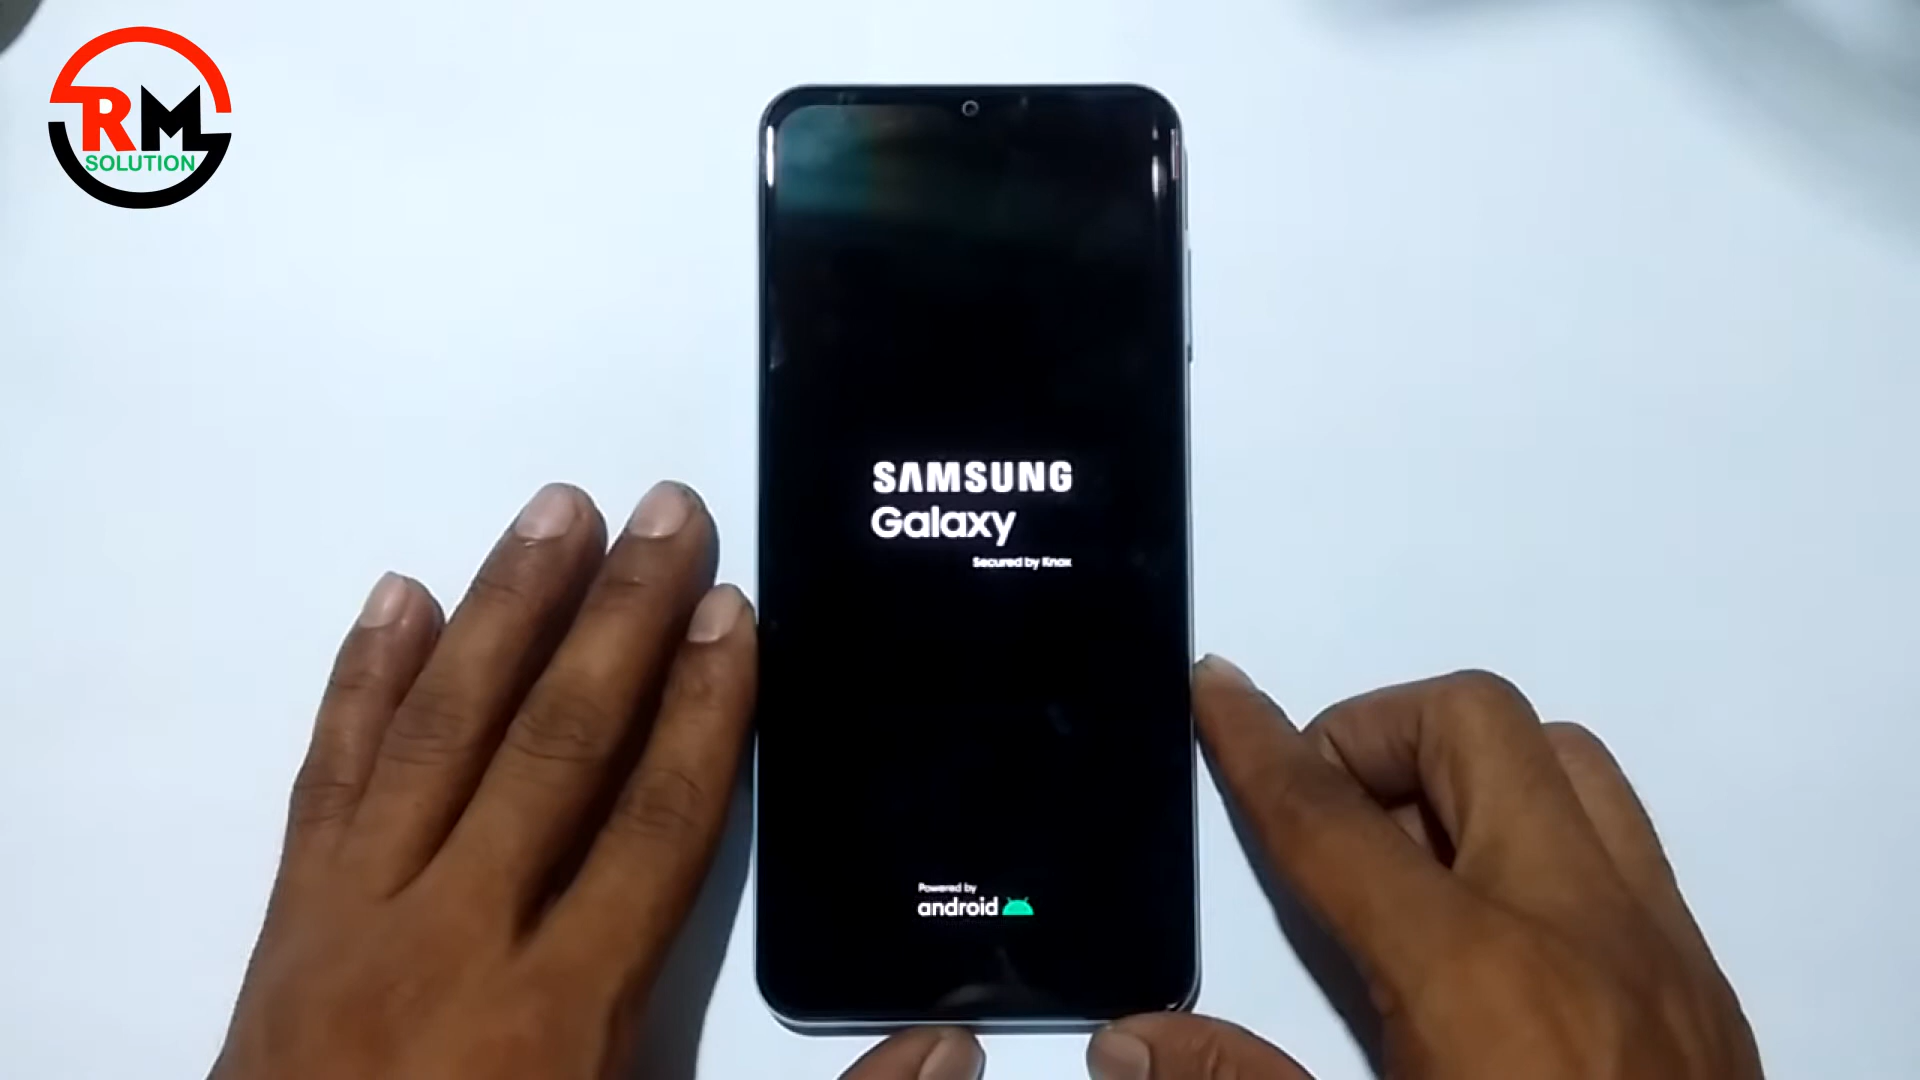 RM
SOLUTION
SAMSUNG
Galaxy
Secured by Knox
Powered by
android